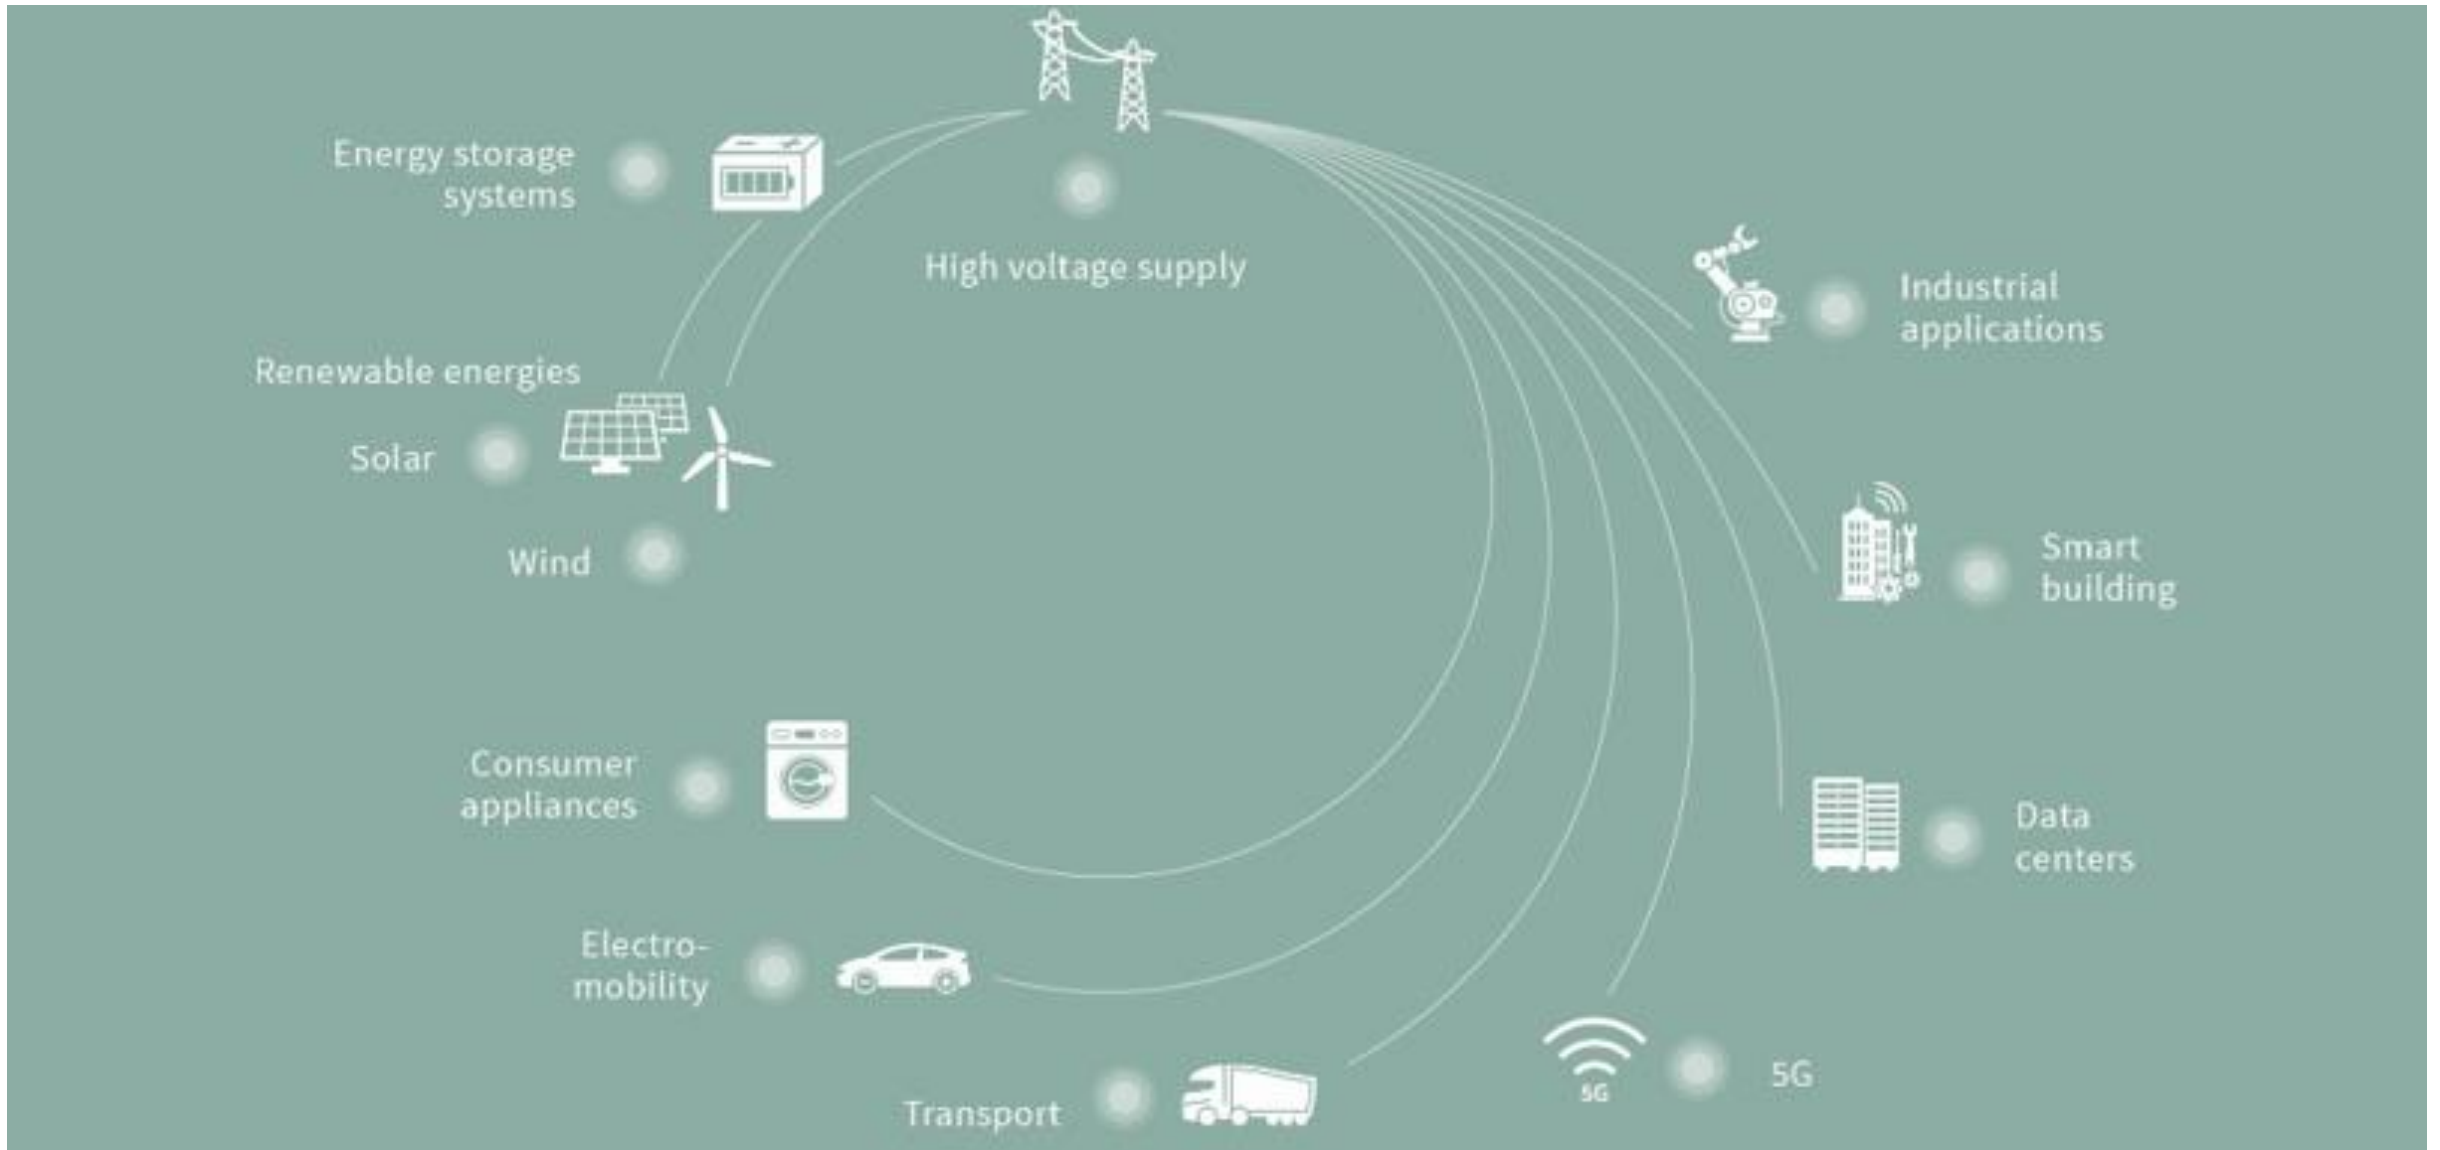 Energy storage
systems
High voltage supply
Industrial
applications
Renewable energies
Solar
Wind
Smart
building
Consumer
appliances
Data
centers
Electro-
mobility
5G
5G
Transport